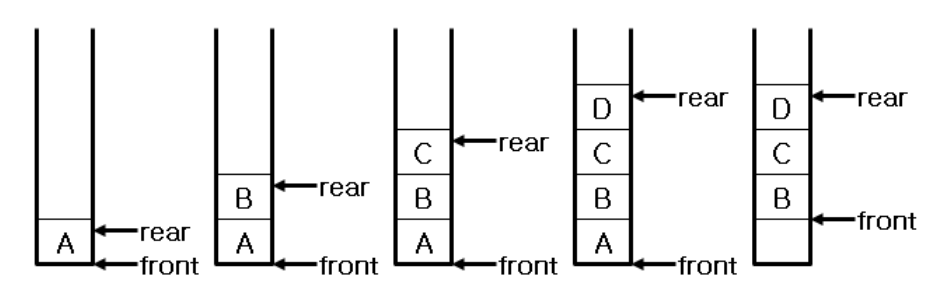 A rear front
B A rear front
C B A rear front
D C B A rear front
D C B rear front